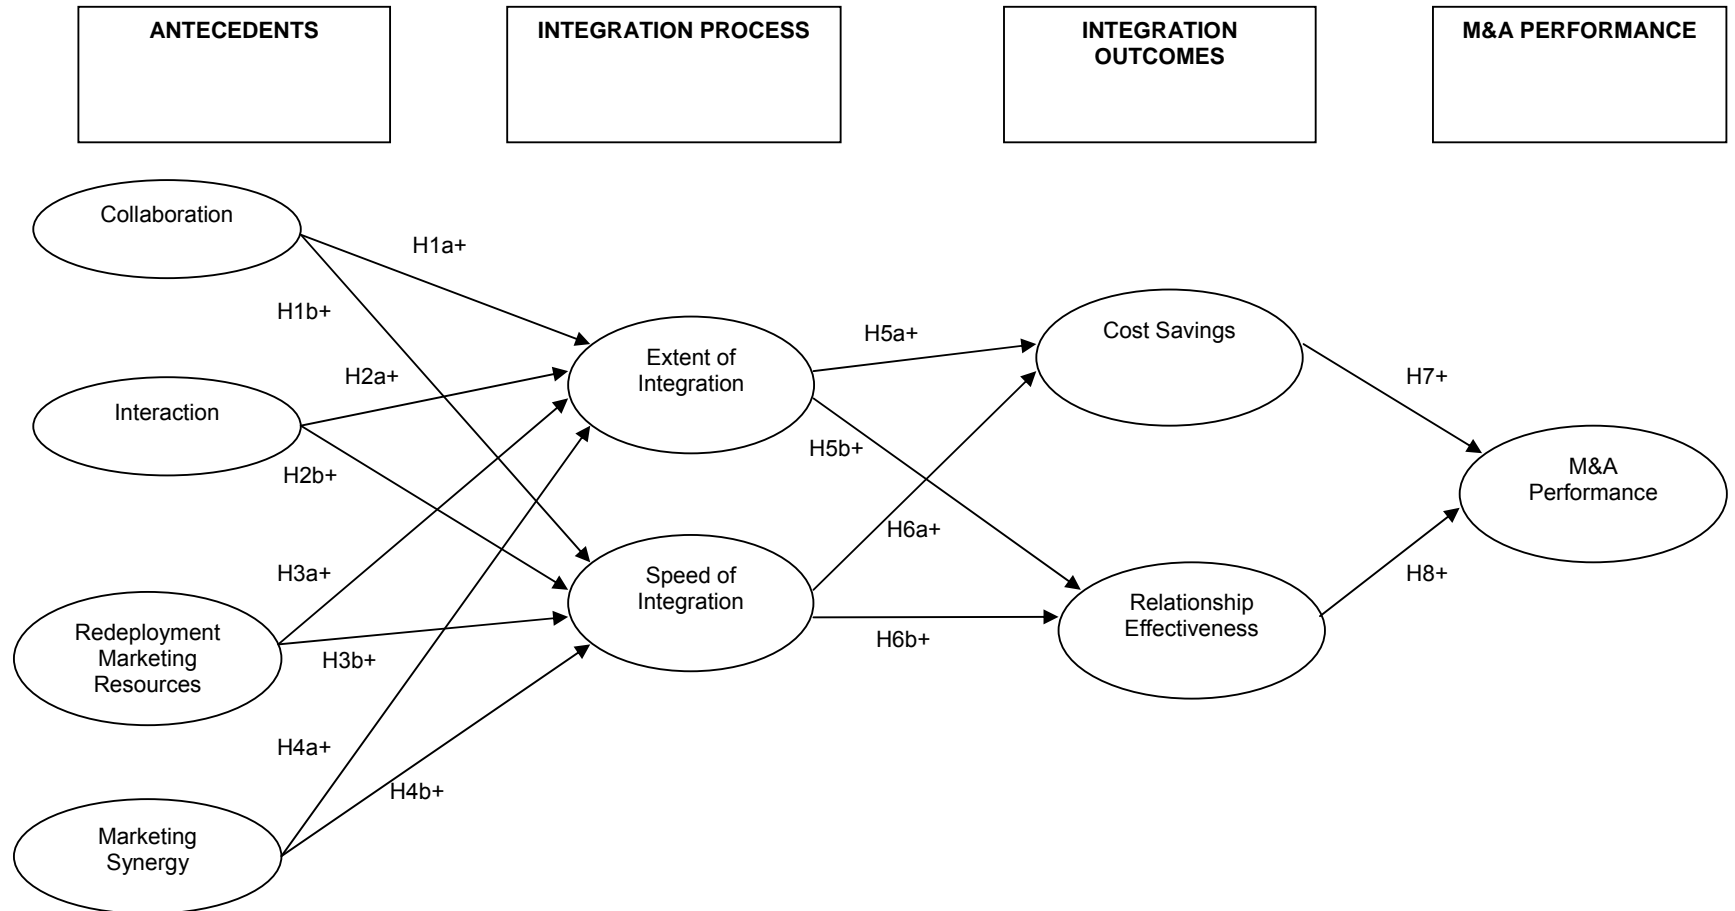 ANTECEDENTS
INTEGRATION PROCESS
INTEGRATION
OUTCOMES
M&A PERFORMANCE
Collaboration
H1a+
H1b+
Interaction
H2a+
H2b+
Extent of
Integration
H5a+
H5b+
Cost Savings
H7+
M&A
Performance
H6a+
H3a+
Speed of
Integration
H6b+
Relationship
Effectiveness
H8+
Redeployment
Marketing
Resources
H3b+
H4a+
H4b+
Marketing
Synergy